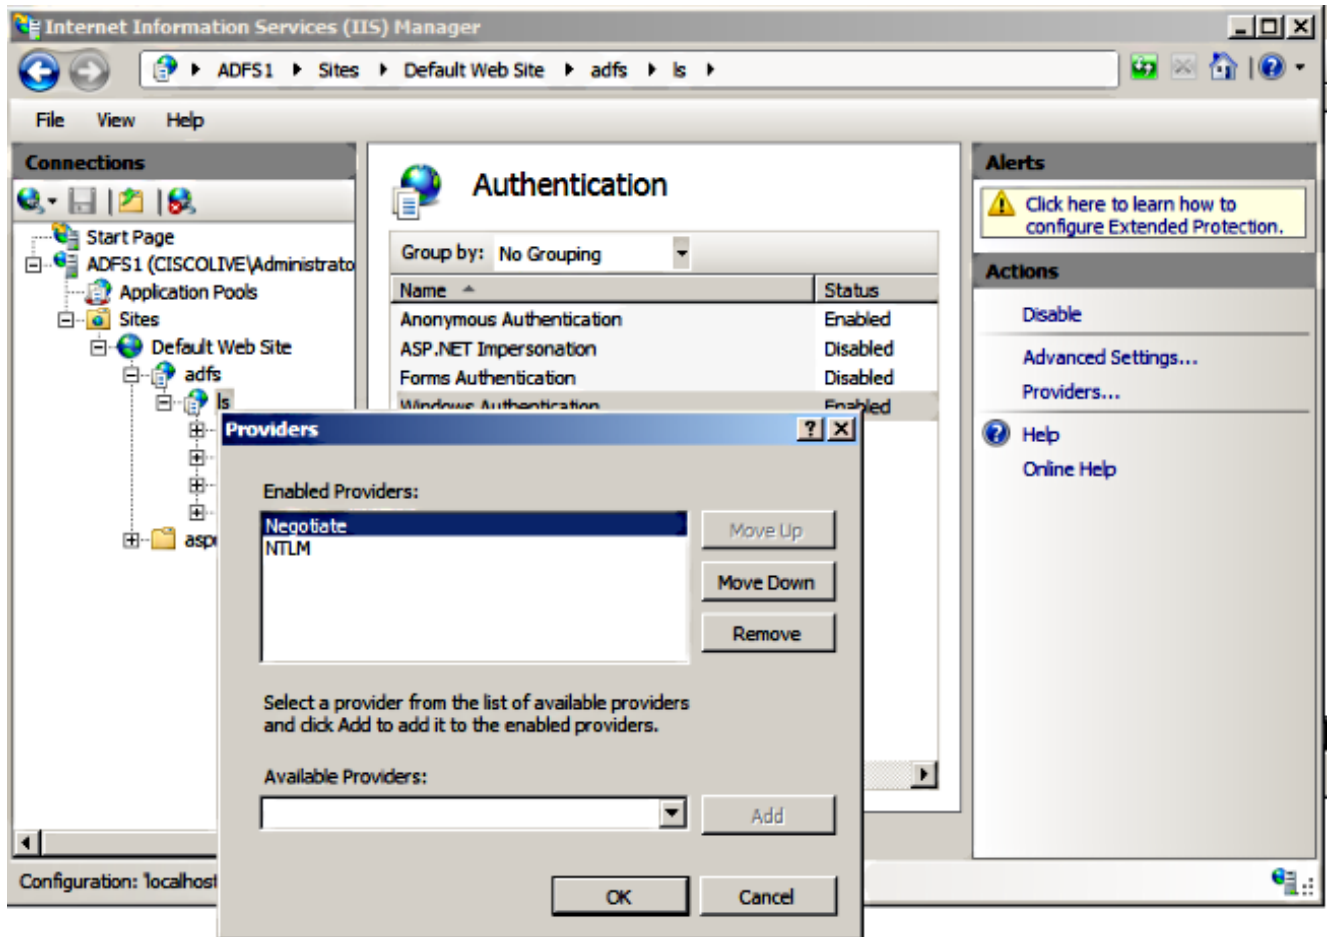 Internet Information Services (IIS) Manager
ADFS1 Sites Default Web Site adfs ls
File View Help
Connections
Start Page
ADFS1 (CISCOLIVE\Administrato
Application Pools
Sites
Default Web Site
adfs
ls
asp
Authentication
Group by: No Grouping
Name Status
Anonymous Authentication Enabled
ASP.NET Impersonation Disabled
Forms Authentication Disabled
Windows Authentication Enabled
Alerts
Click here to learn how to
configure Extended Protection.
Actions
Disable
Advanced Settings...
Providers...
Help
Online Help
Providers
Enabled Providers:
Negotiate
NTLM
Move Up
Move Down
Remove
Select a provider from the list of available providers
and click Add to add it to the enabled providers.
Available Providers:
Add
OK Cancel
Configuration: 'localhost